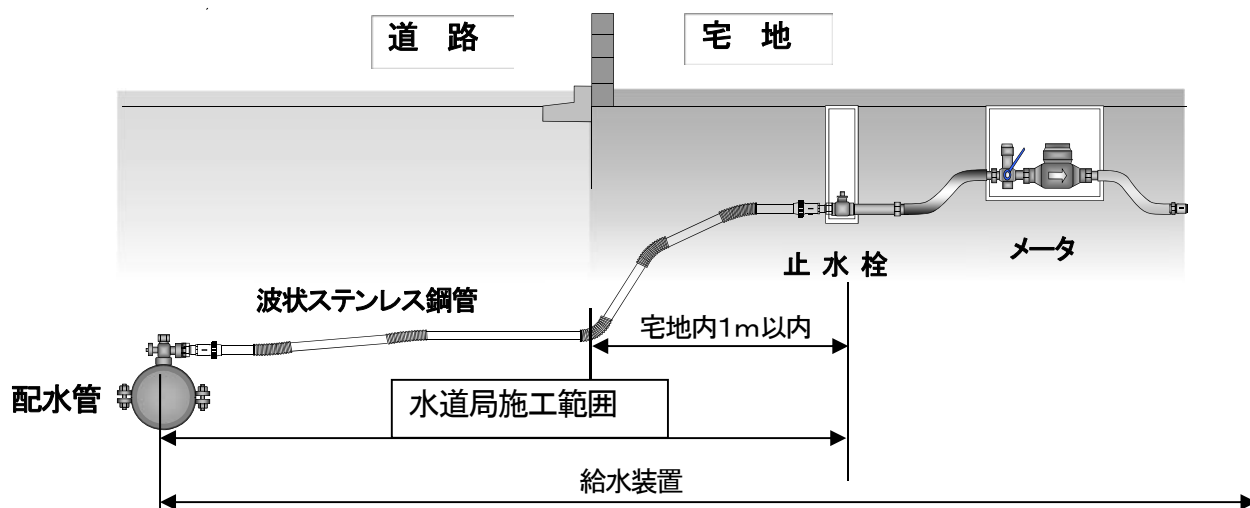 道 路
宅 地
止 水 栓
メータ
波状ステンレス鋼管
宅地内1m以内
配水管
水道局施工範囲
給水装置